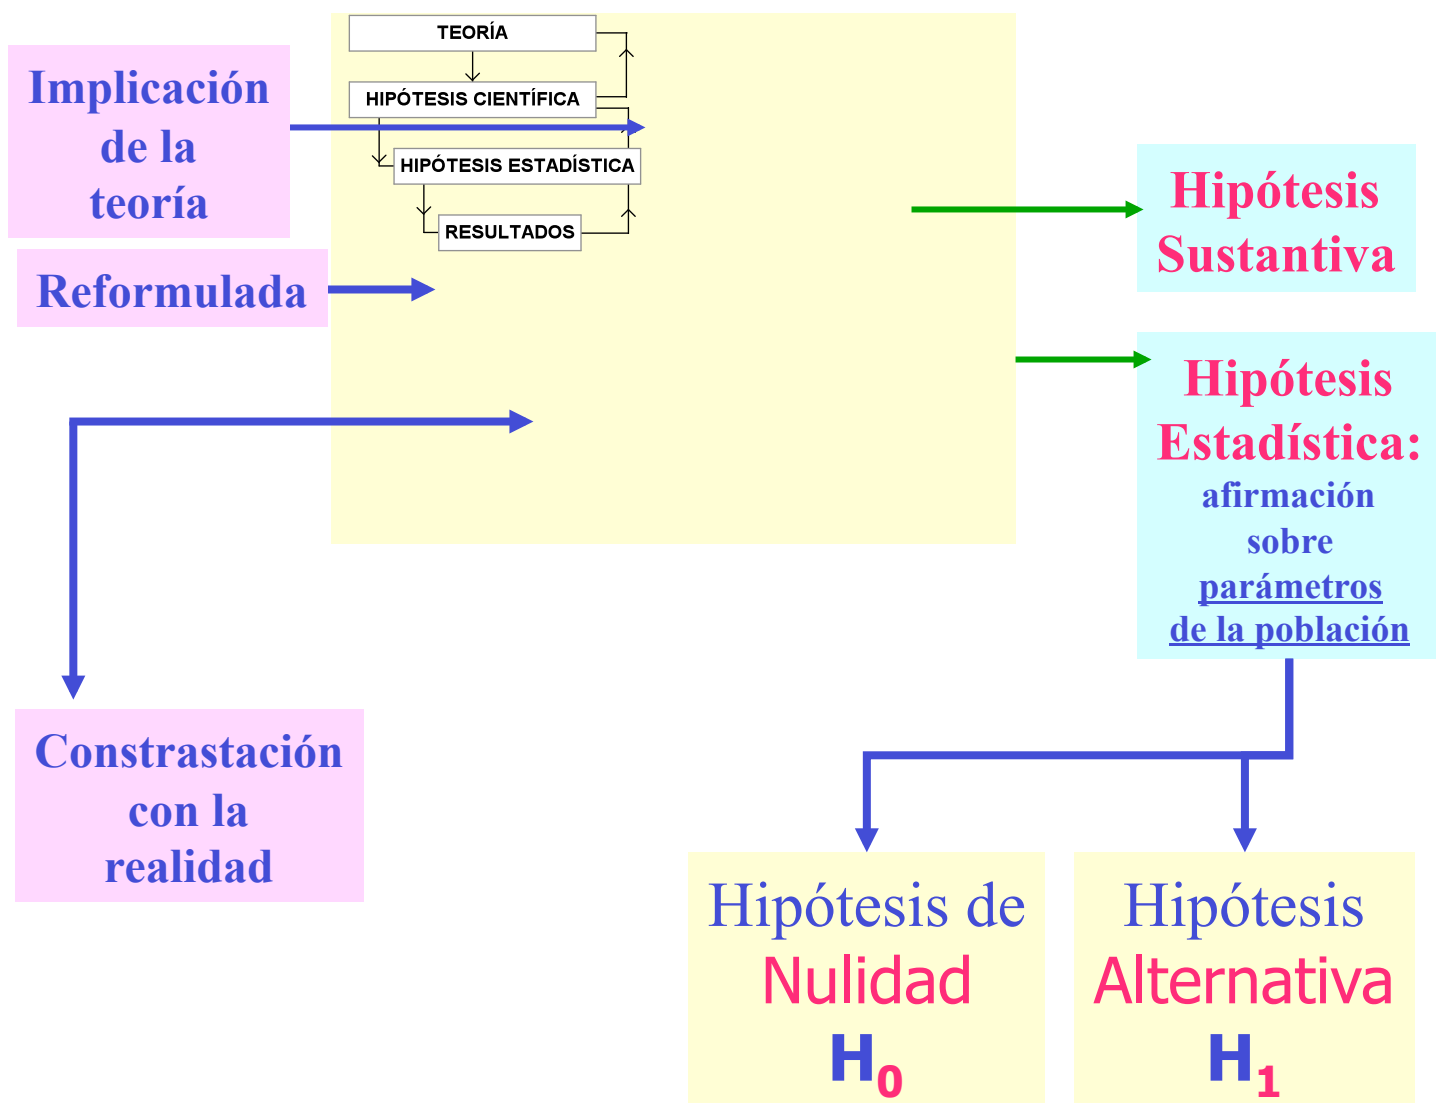 TEORÍA
HIPÓTESIS CIENTÍFICA
HIPÓTESIS ESTADÍSTICA
RESULTADOS
Implicación
de la
teoría
Reformulada
Constrastación
con la
realidad
Hipótesis
Sustantiva
Hipótesis
Estadística:
afirmación
sobre
parámetros
de la población
Hipótesis de
Nulidad
H0
Hipótesis
Alternativa
H1